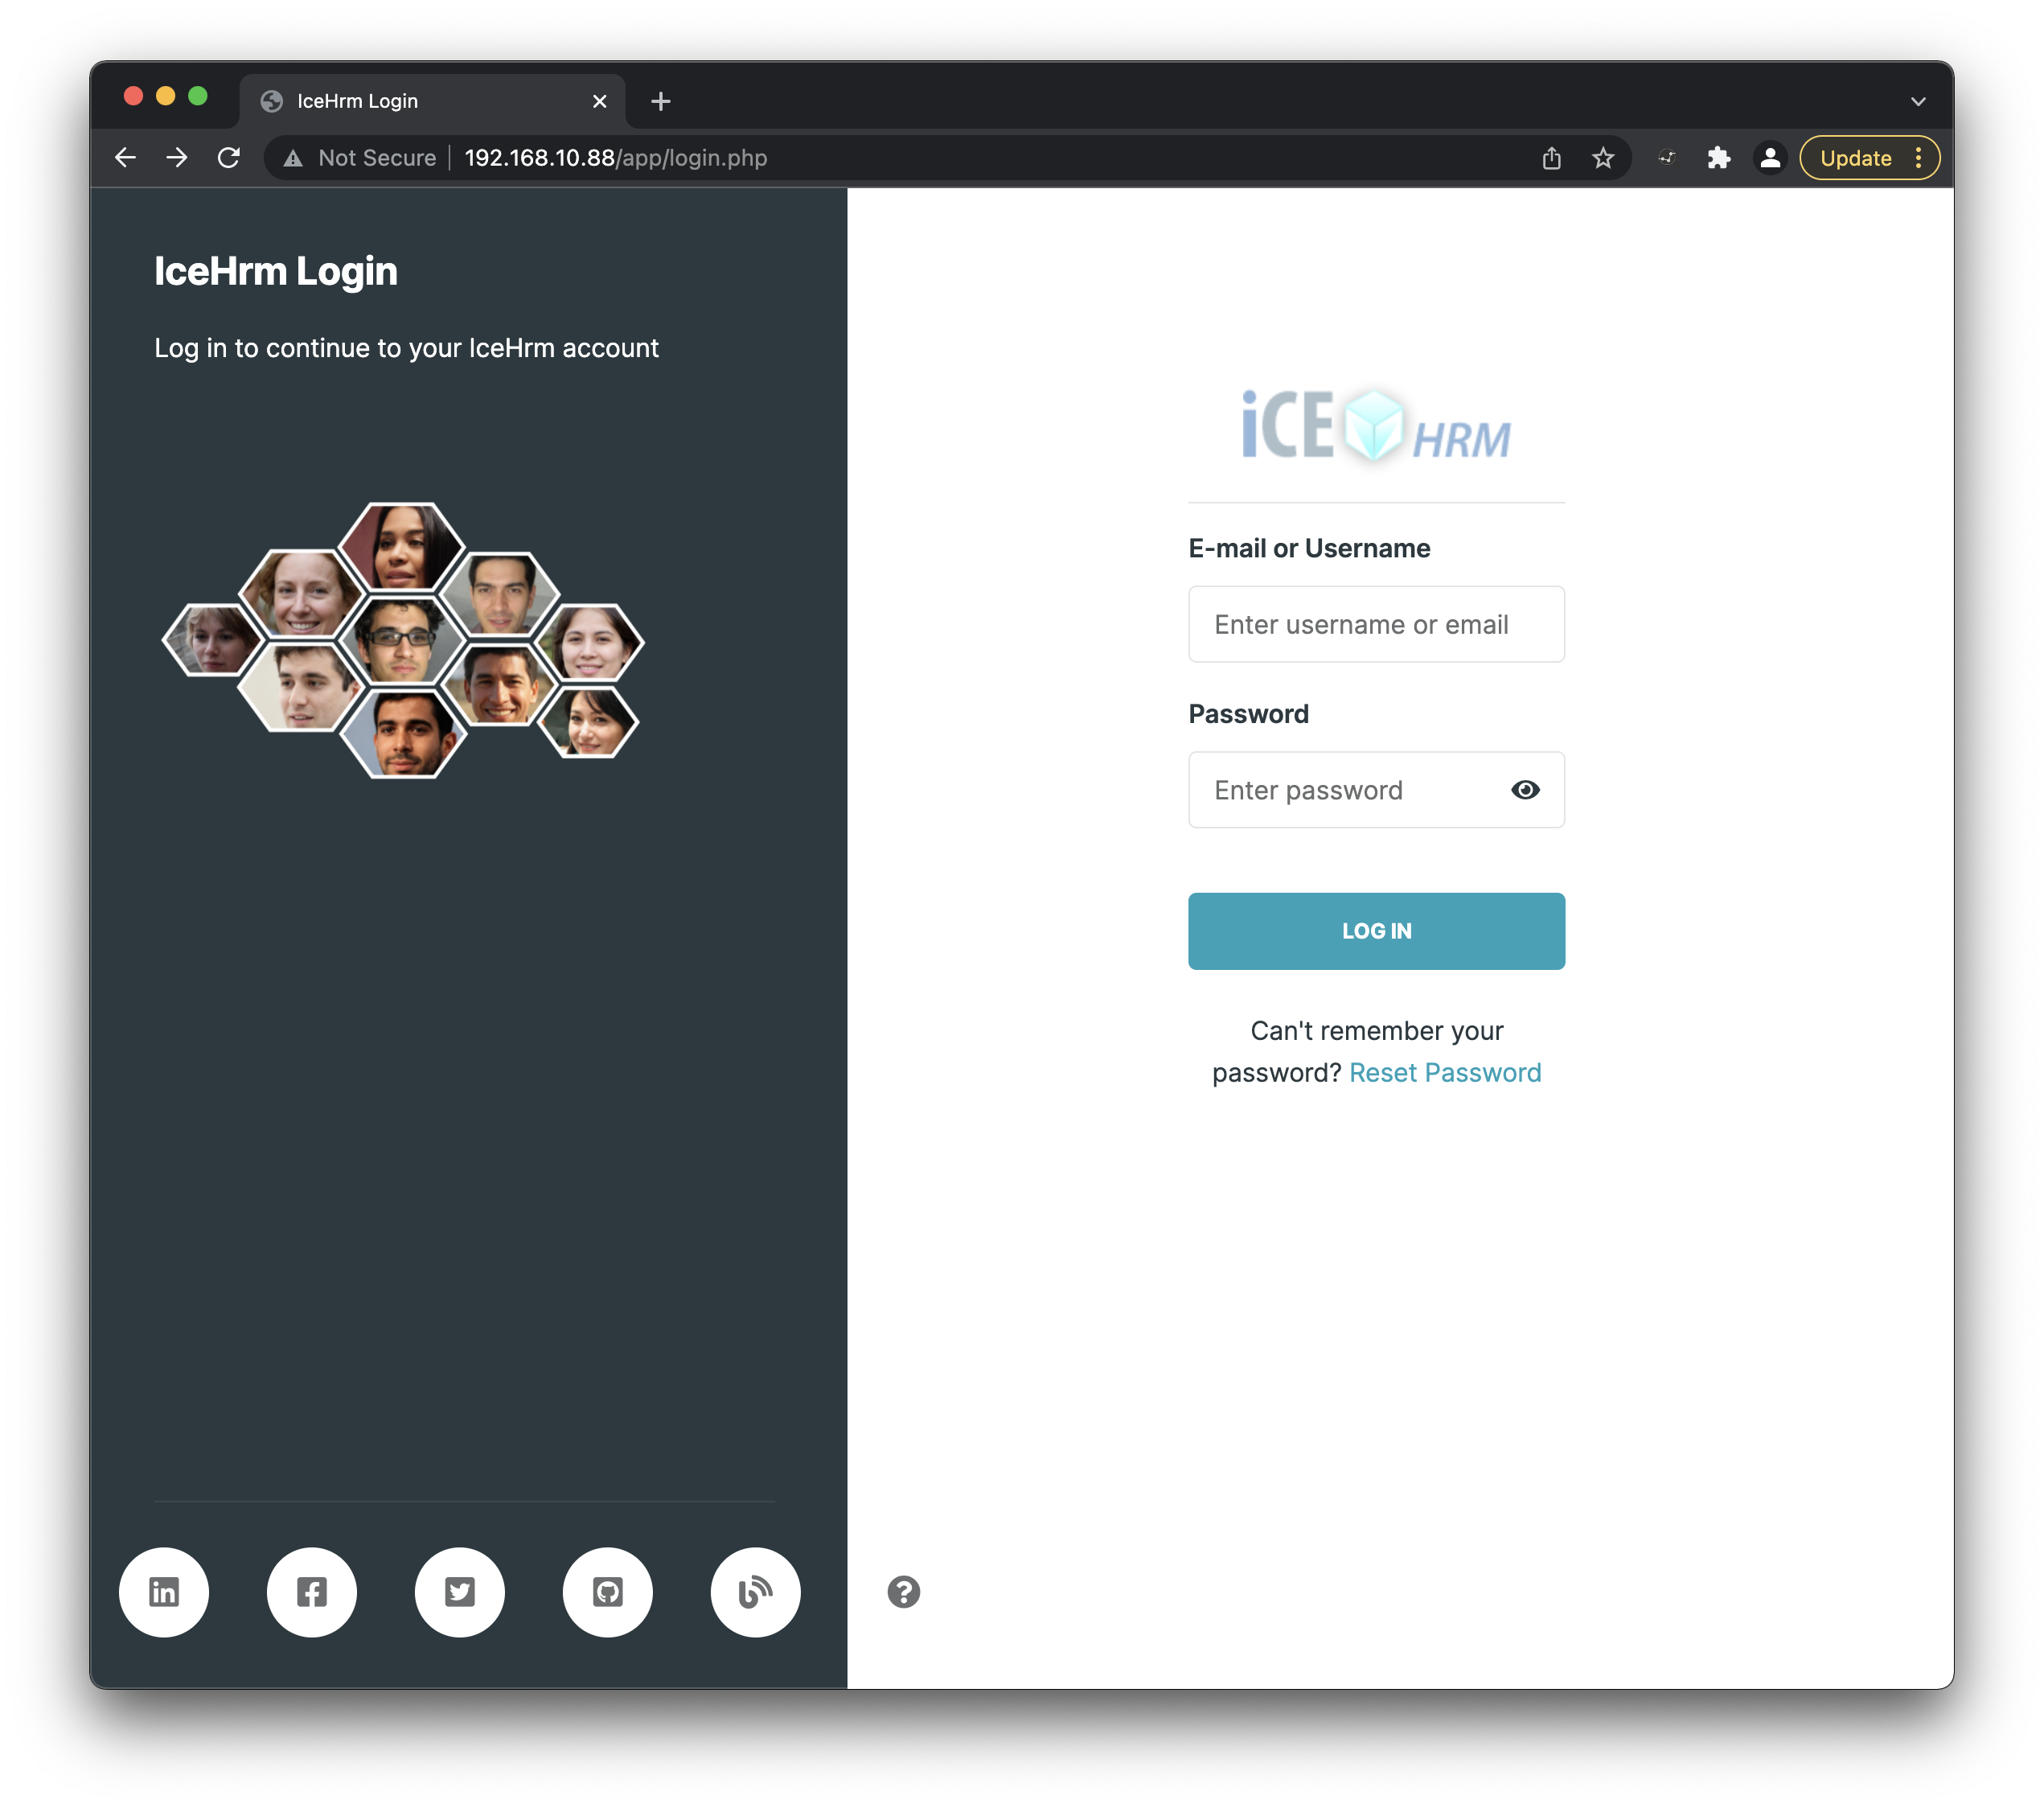 IceHrm Login
Not Secure 192.168.10.88/app/login.php
Update
IceHrm Login
Log in to continue to your IceHrm account
iCE HRM
E-mail or Username
Enter username or email
Password
Enter password
LOG IN
Can't remember your
password? Reset Password